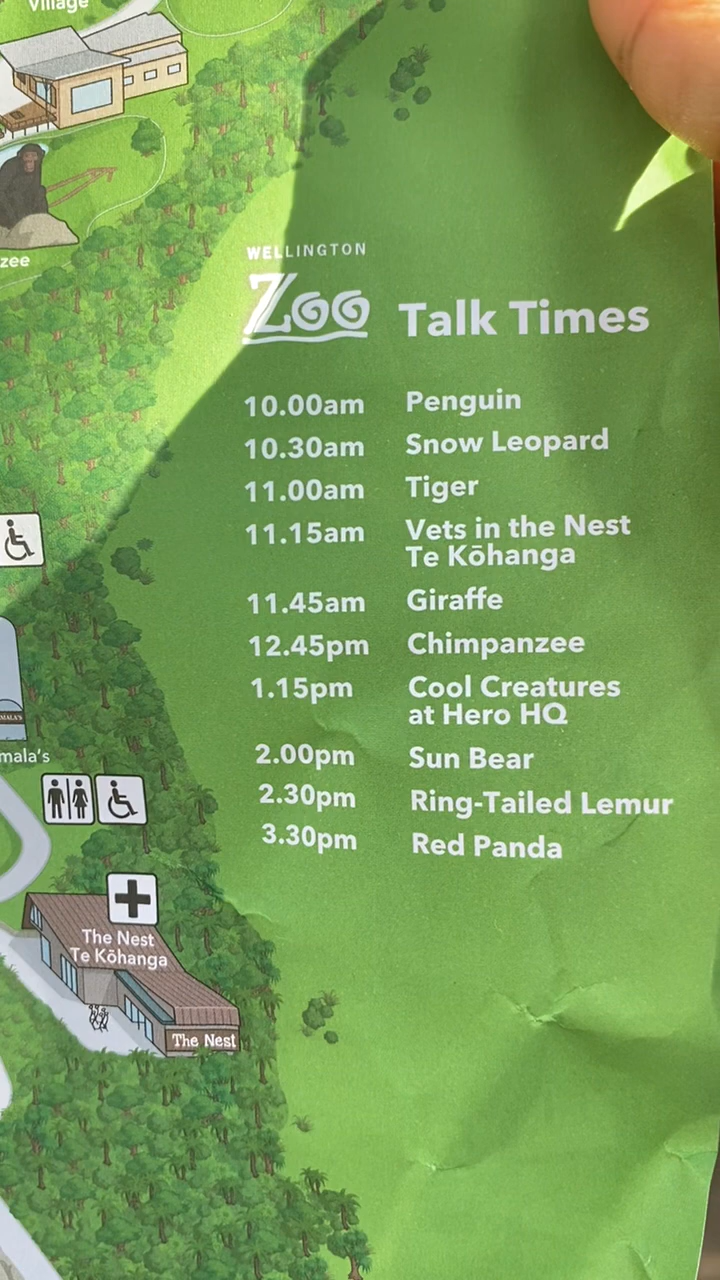 Village
zee
WELLINGTON
Zoo Talk Times
10.00am Penguin
10.30am Snow Leopard
11.00am Tiger
11.15am Vets in the Nest
Te Kōhanga
11.45am Giraffe
12.45pm Chimpanzee
1.15pm Cool Creatures
at Hero HQ
2.00pm Sun Bear
2.30pm Ring-Tailed Lemur
3.30pm Red Panda
MALA'S
mala's
The Nest
Te Kōhanga
The Nest